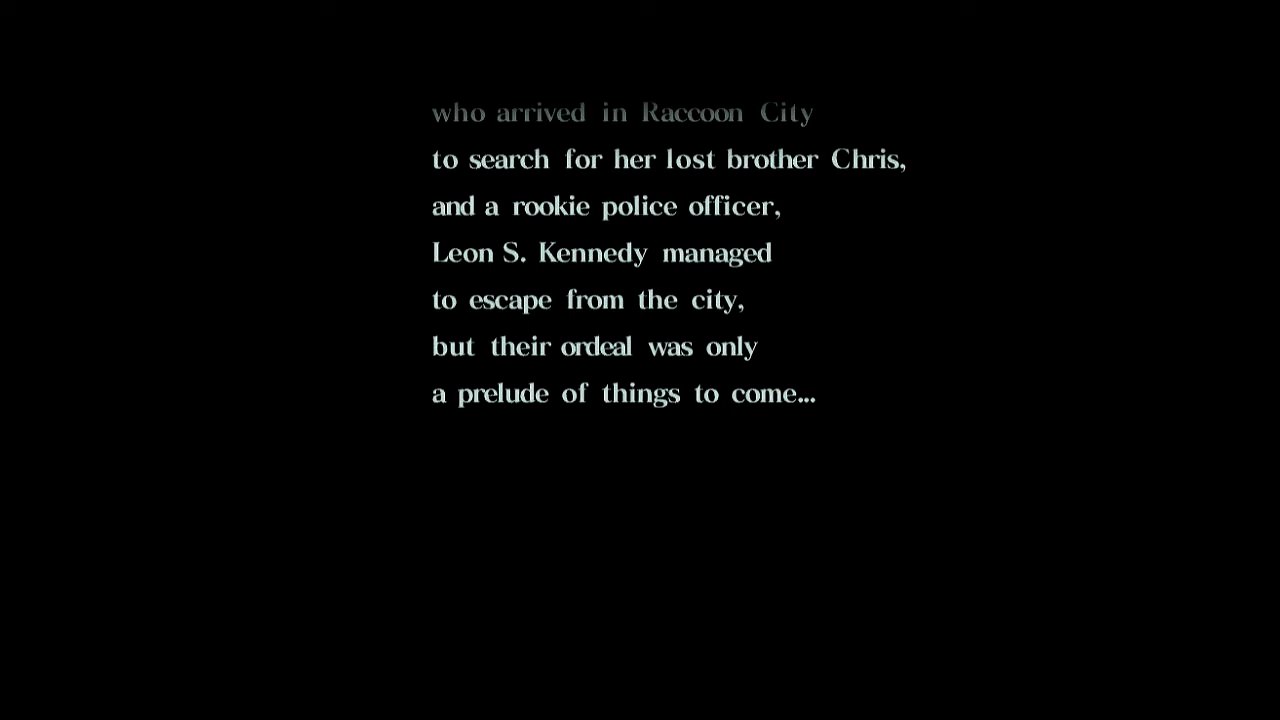 who arrived in Raccoon City
to search for her lost brother Chris,
and a rookie police officer,
Leon S. Kennedy managed
to escape from the city,
but their ordeal was only
a prelude of things to come...